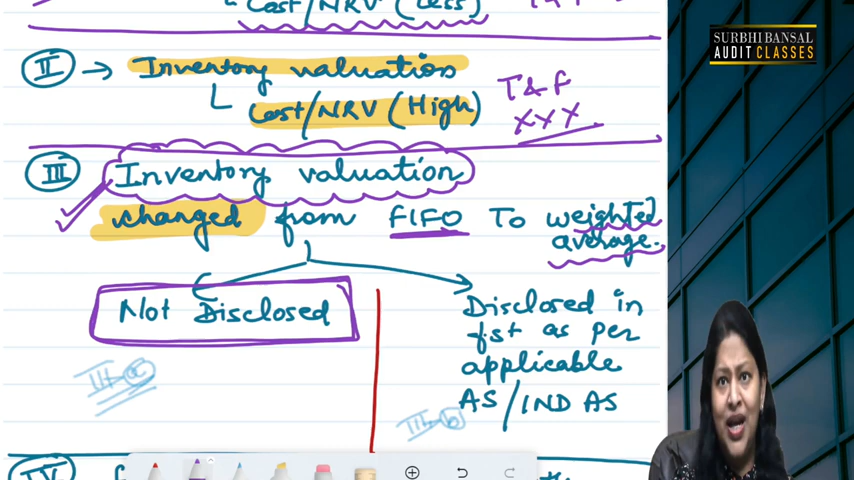 Cost/NRV (Less)
SURBHI BANSAL
AUDIT CLASSES
II → Inventory valuation
Cost/NRV (High)
T & F
XXX
III Inventory valuation
changed from FIFO To weighted
average.
Not Disclosed
Disclosed in
fst as per
applicable
AS/IND AS
III-a
III-b
IV